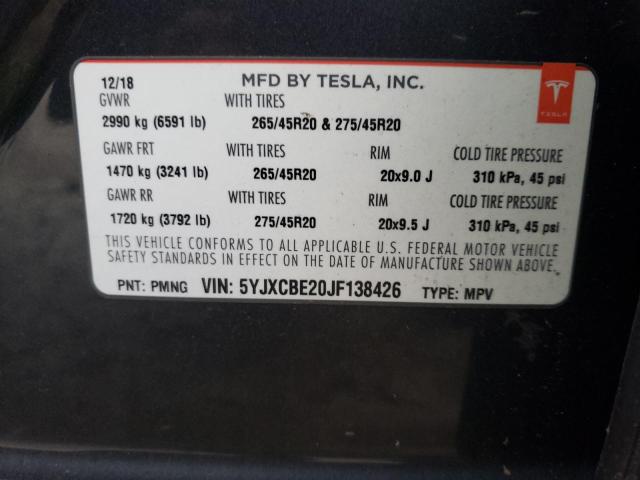 12/18 MFD BY TESLA, INC.
GVWR WITH TIRES
2990 kg (6591 lb) 265/45R20 & 275/45R20
GAWR FRT WITH TIRES RIM COLD TIRE PRESSURE
1470 kg (3241 lb) 265/45R20 20x9.0 J 310 kPa, 45 psi
GAWR RR WITH TIRES RIM COLD TIRE PRESSURE
1720 kg (3792 lb) 275/45R20 20x9.5 J 310 kPa, 45 psi
THIS VEHICLE CONFORMS TO ALL APPLICABLE U.S. FEDERAL MOTOR VEHICLE
SAFETY STANDARDS IN EFFECT ON THE DATE OF MANUFACTURE SHOWN ABOVE.
PNT: PMNG VIN: 5YJXCBE20JF138426 TYPE: MPV
TESLA